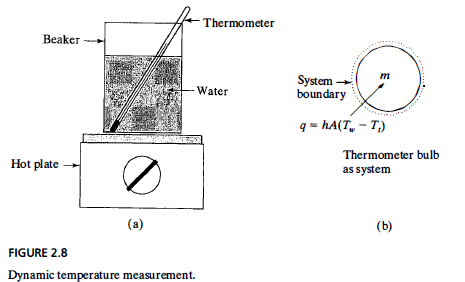 Thermometer
Beaker
Water
Hot plate
(a)
System
boundary
m
q = hA(T_w − T_t)
Thermometer bulb
as system
(b)
FIGURE 2.8
Dynamic temperature measurement.